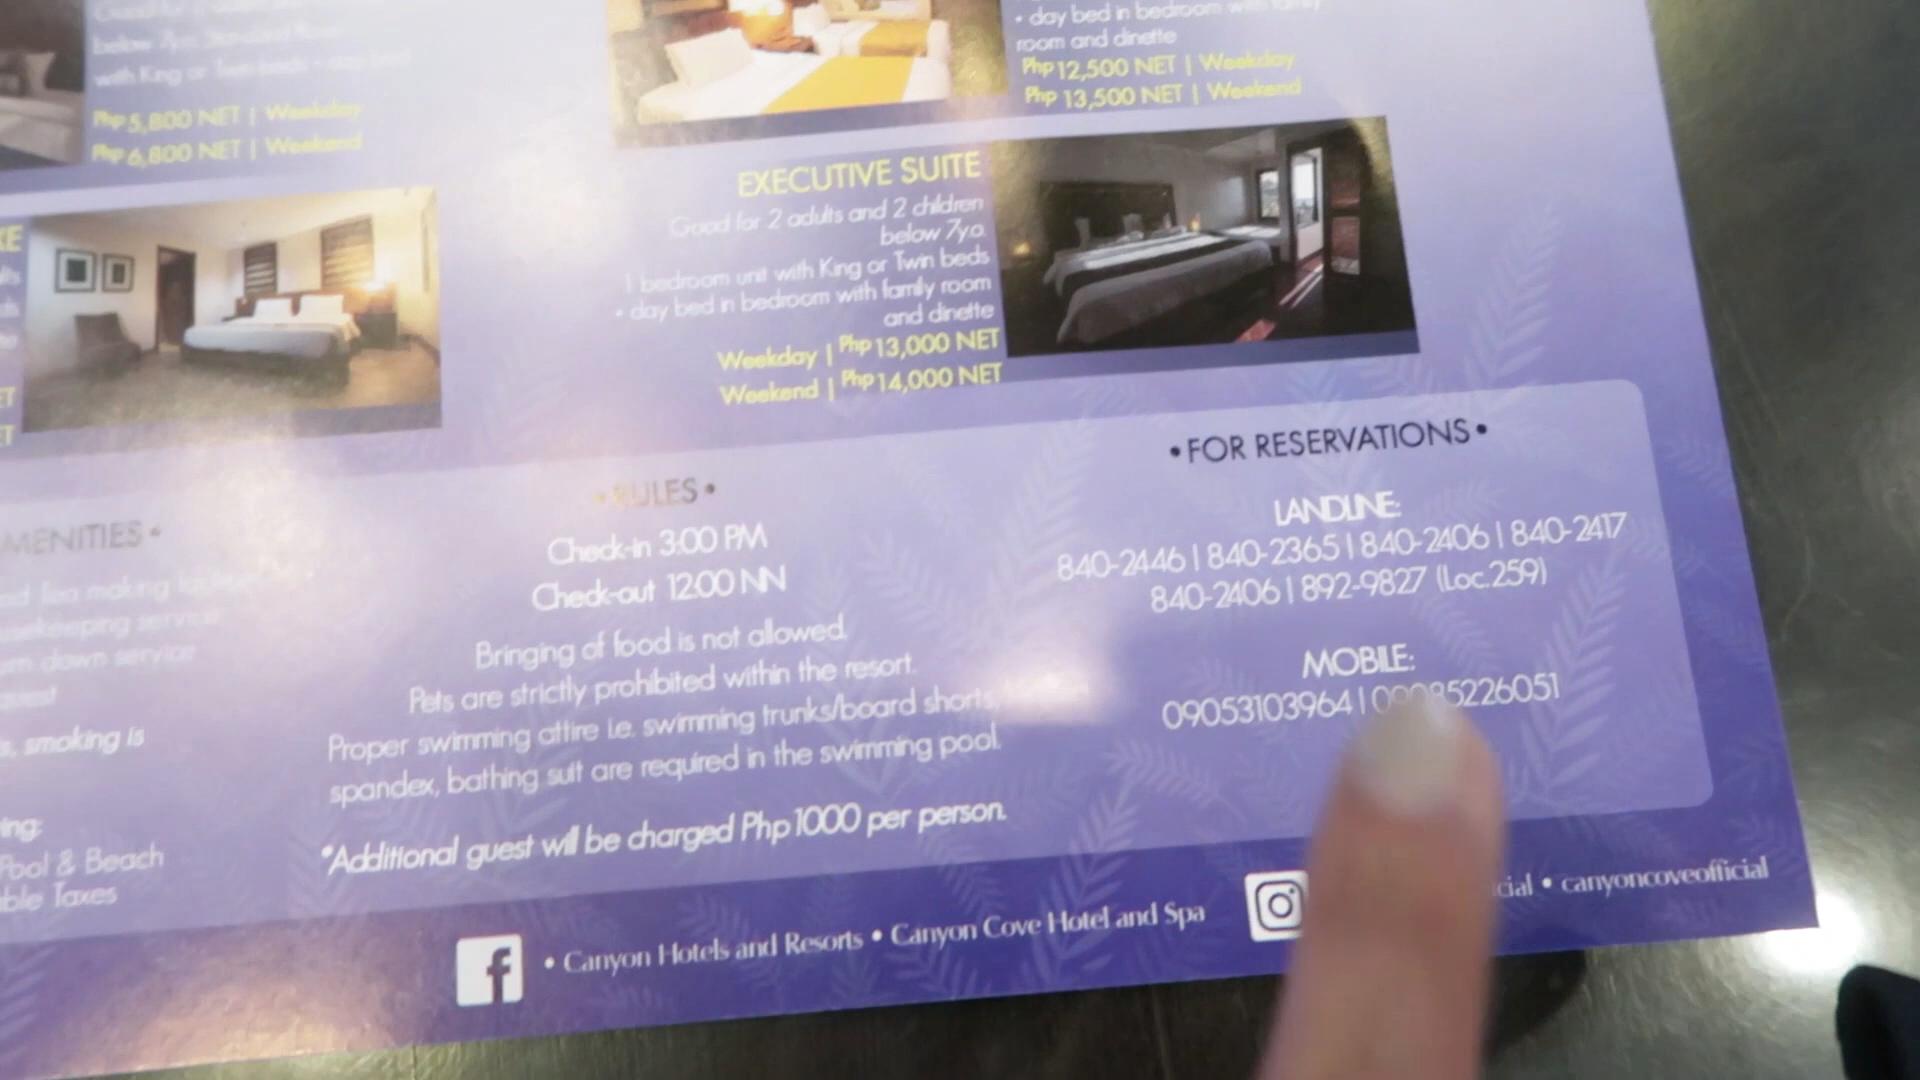 below 7y.o. Standard Room
with King or Twin beds
Php 5,800 NET | Weekday
Php 6,800 NET | Weekend
• day bed in bedroom with family
room and dinette
Php 12,500 NET | Weekday
Php 13,500 NET | Weekend
EXECUTIVE SUITE
Good for 2 adults and 2 children
below 7y.o.
1 bedroom unit with King or Twin beds
• day bed in bedroom with family room
and dinette
Weekday | Php 13,000 NET
Weekend | Php 14,000 NET
• RULES •
Check-in 3:00 PM
Check-out 12:00 NN
Bringing of food is not allowed.
Pets are strictly prohibited within the resort.
Proper swimming attire i.e. swimming trunks/board shorts,
spandex, bathing suit are required in the swimming pool.
*Additional guest will be charged Php1000 per person.
• FOR RESERVATIONS •
LANDLINE:
840-2446 | 840-2365 | 840-2406 | 840-2417
840-2406 | 892-9827 (Loc.259)
MOBILE:
09053103964 |
smoking is
Pool & Beach
Taxes
• Canyon Hotels and Resorts • Canyon Cove Hotel and Spa
• canyoncoveofficial